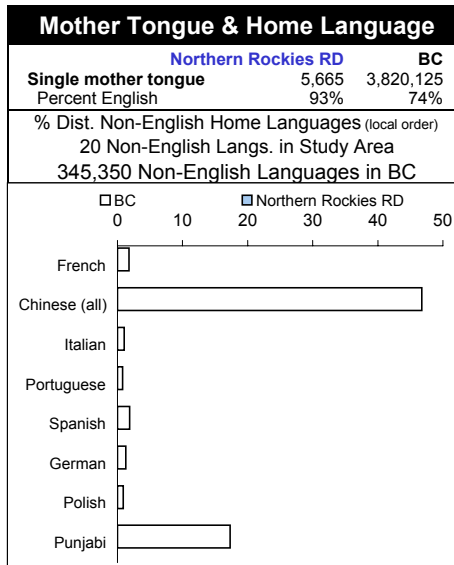 Mother Tongue & Home Language
Northern Rockies RD BC
Single mother tongue 5,665 3,820,125
Percent English 93% 74%
% Dist. Non-English Home Languages (local order)
20 Non-English Langs. in Study Area
345,350 Non-English Languages in BC
BC Northern Rockies RD
0 10 20 30 40 50
French
Chinese (all)
Italian
Portuguese
Spanish
German
Polish
Punjabi